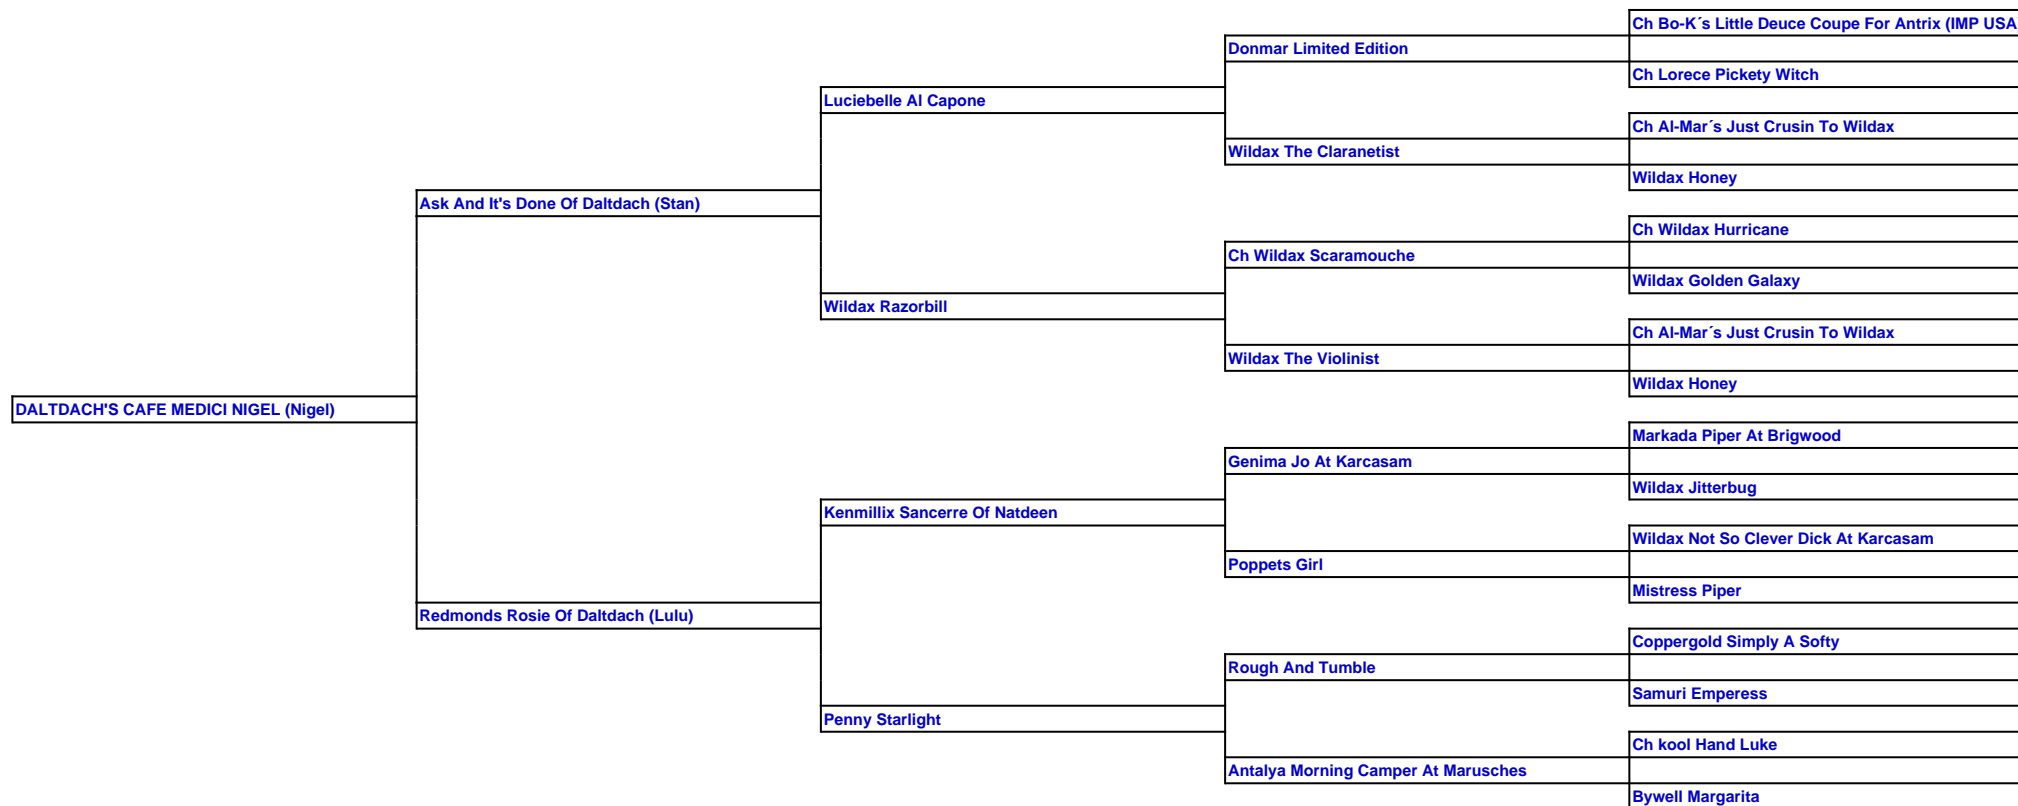 Ch Bo-K´s Little Deuce Coupe For Antrix (IMP USA
Donmar Limited Edition
Ch Lorece Pickety Witch
Luciebelle Al Capone
Ch Al-Mar´s Just Crusin To Wildax
Wildax The Claranetist
Wildax Honey
Ask And It's Done Of Daltdach (Stan)
Ch Wildax Hurricane
Ch Wildax Scaramouche
Wildax Golden Galaxy
Wildax Razorbill
Ch Al-Mar´s Just Crusin To Wildax
Wildax The Violinist
Wildax Honey
DALTDACH'S CAFE MEDICI NIGEL (Nigel)
Markada Piper At Brigwood
Genima Jo At Karcasam
Wildax Jitterbug
Kenmillix Sancerre Of Natdeen
Wildax Not So Clever Dick At Karcasam
Poppets Girl
Mistress Piper
Redmonds Rosie Of Daltdach (Lulu)
Coppergold Simply A Softy
Rough And Tumble
Samuri Emperess
Penny Starlight
Ch kool Hand Luke
Antalya Morning Camper At Marusches
Bywell Margarita